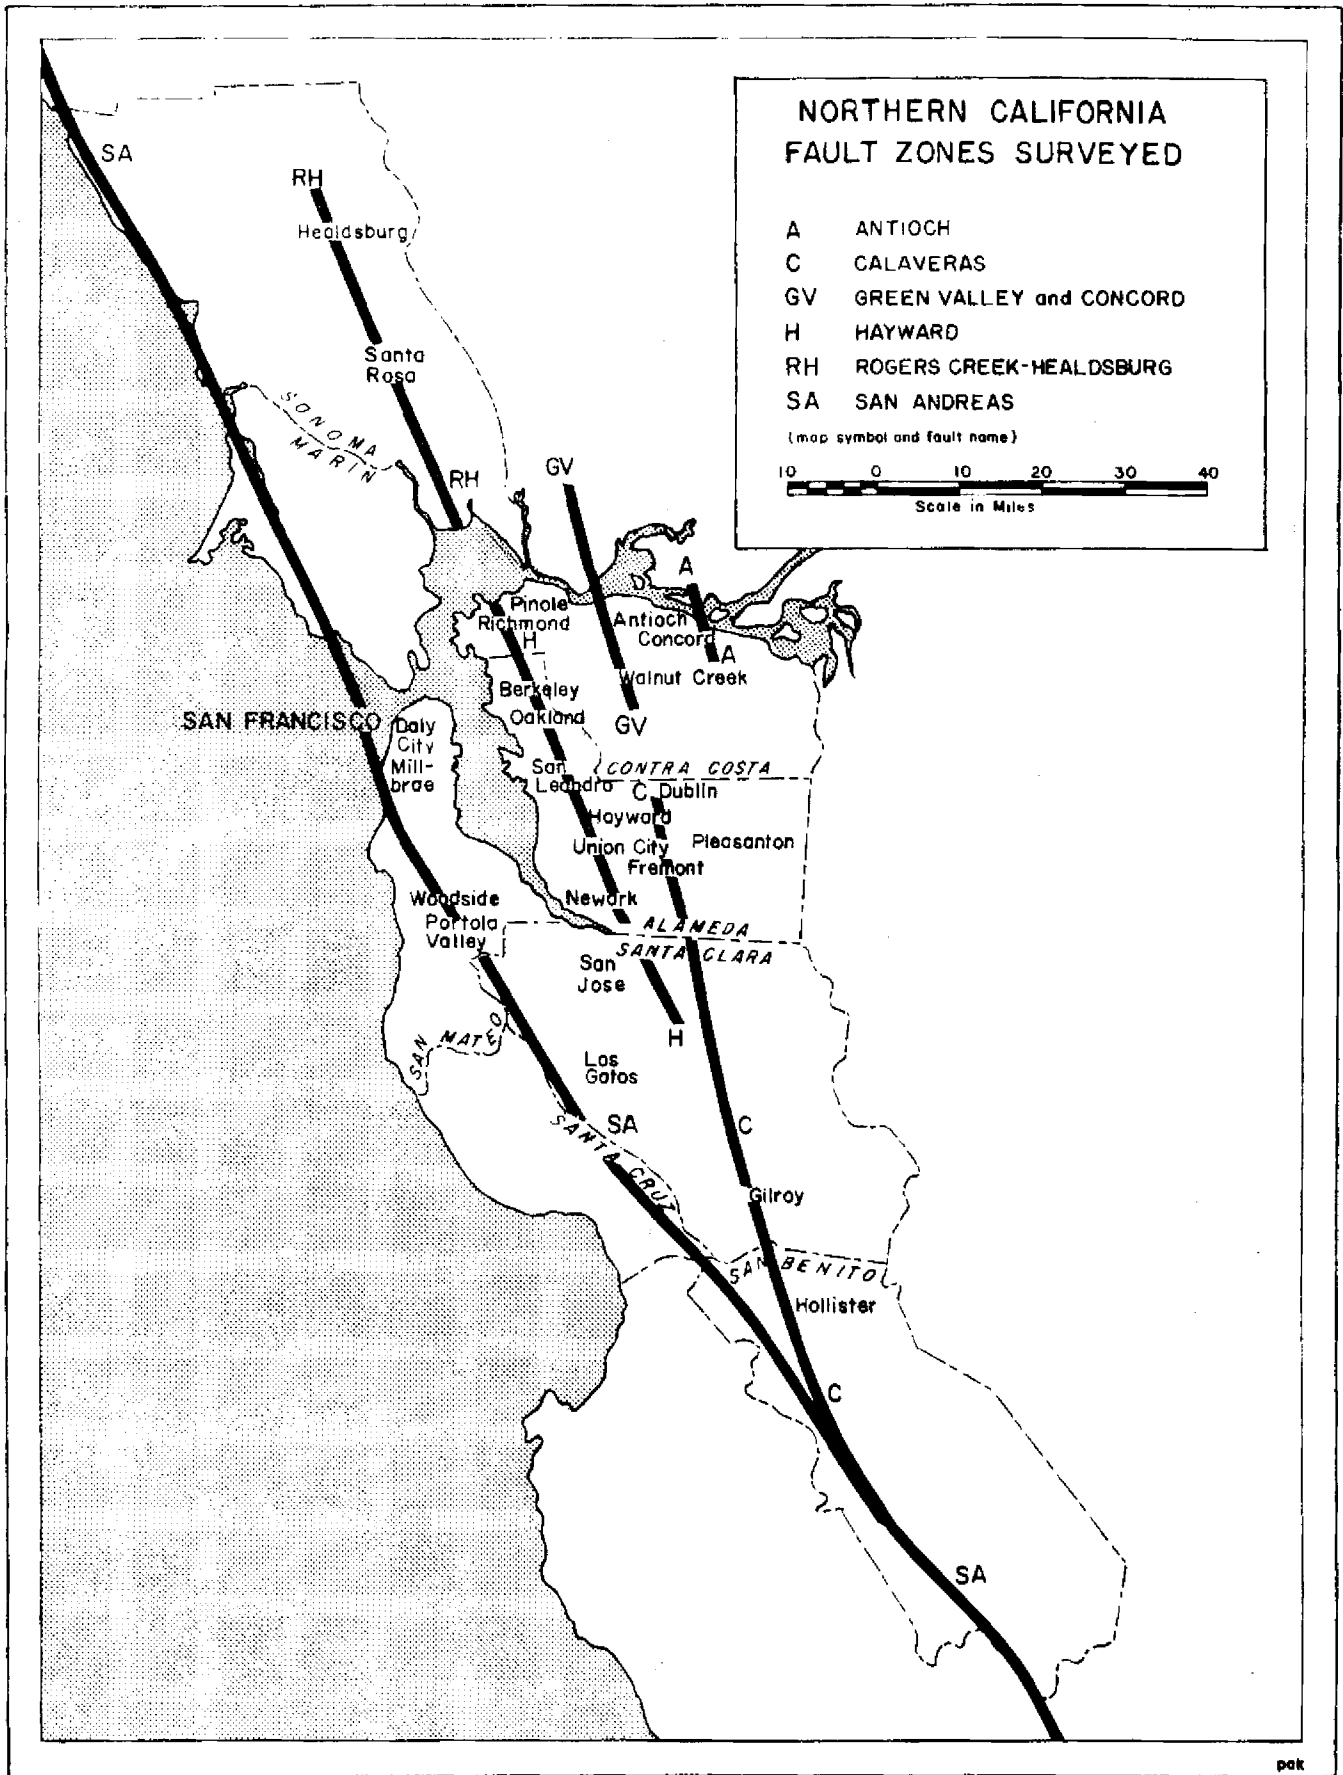 NORTHERN CALIFORNIA
FAULT ZONES SURVEYED
A ANTIOCH
C CALAVERAS
GV GREEN VALLEY and CONCORD
H HAYWARD
RH ROGERS CREEK-HEALDSBURG
SA SAN ANDREAS
(map symbol and fault name)
10 0 10 20 30 40
Scale in Miles
SA
RH
Healdsburg
Santa
Rosa
SONOMA
MARIN
RH
GV
A
Pinole
Richmond
H
Antioch
Concord
A
Walnut Creek
Berkeley
Oakland
GV
SAN FRANCISCO
Daly
City
Mill-
brae
San
Leandro
CONTRA COSTA
C Dublin
Hayward
Union City
Pleasanton
Fremont
Newark
Woodside
Portola
Valley
ALAMEDA
SANTA CLARA
San
Jose
H
SAN MATEO
Los
Gatos
SA
SANTA CRUZ
C
Gilroy
SAN BENITO
Hollister
C
SA
pak